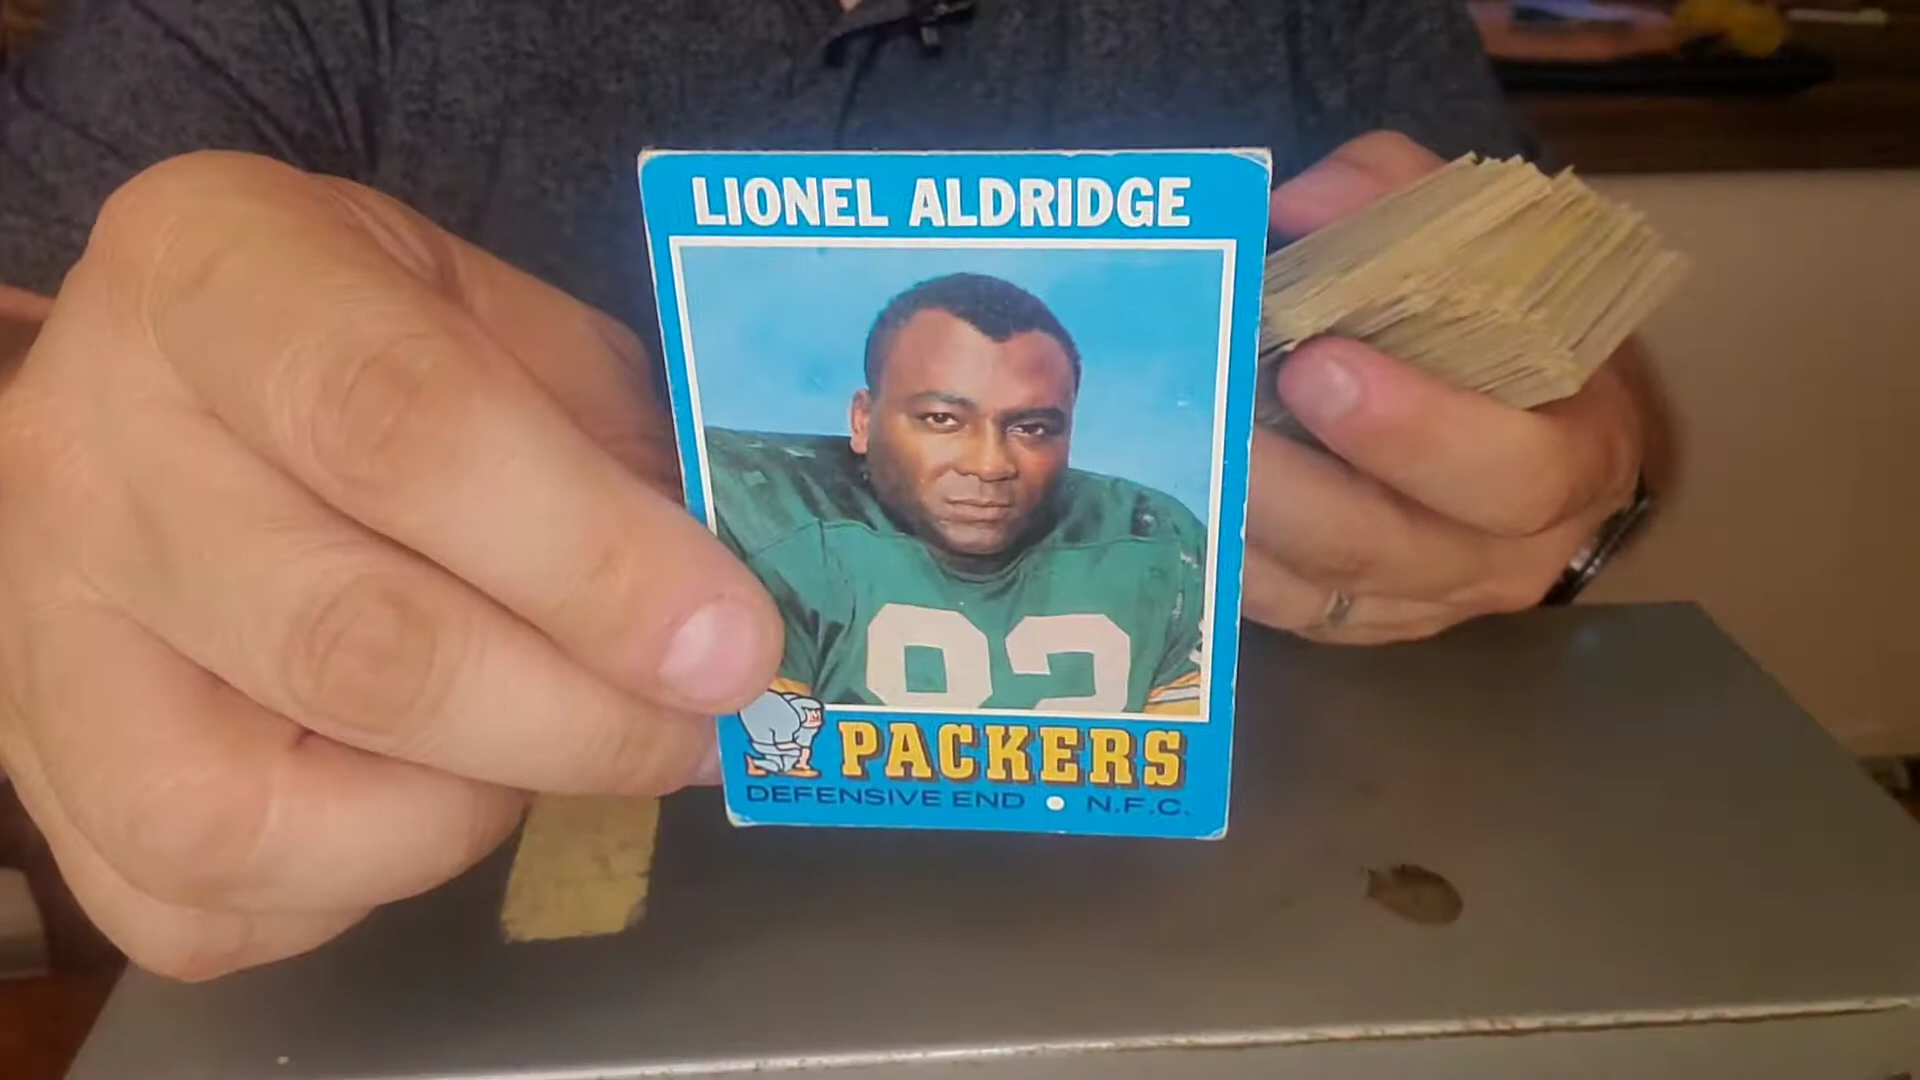 LIONEL ALDRIDGE
82
PACKERS
DEFENSIVE END • N.F.C.